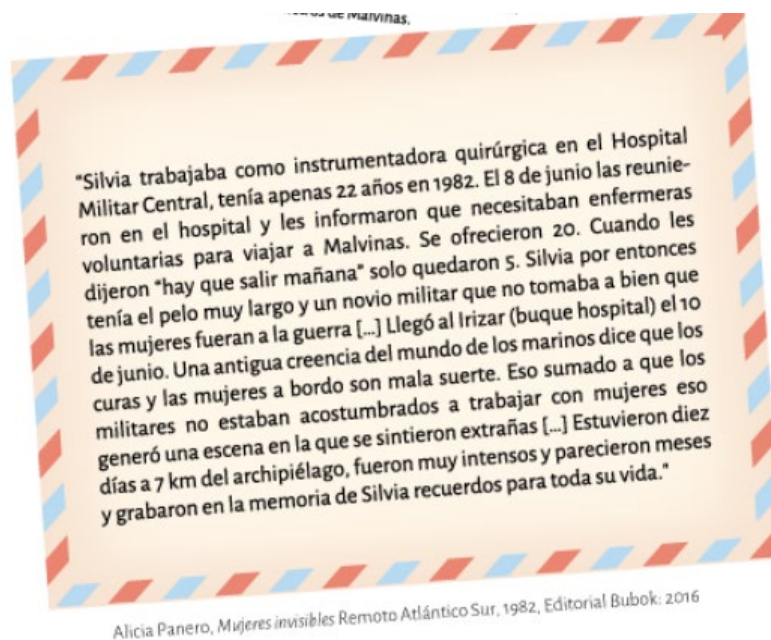 de Malvinas.
"Silvia trabajaba como instrumentadora quirúrgica en el Hospital
Militar Central, tenía apenas 22 años en 1982. El 8 de junio las reunie-
ron en el hospital y les informaron que necesitaban enfermeras
voluntarias para viajar a Malvinas. Se ofrecieron 20. Cuando les
dijeron "hay que salir mañana" solo quedaron 5. Silvia por entonces
tenía el pelo muy largo y un novio militar que no tomaba a bien que
las mujeres fueran a la guerra [...] Llegó al Irizar (buque hospital) el 10
de junio. Una antigua creencia del mundo de los marinos dice que los
curas y las mujeres a bordo son mala suerte. Eso sumado a que los
militares no estaban acostumbrados a trabajar con mujeres eso
generó una escena en la que se sintieron extrañas [...] Estuvieron diez
días a 7 km del archipiélago, fueron muy intensos y parecieron meses
y grabaron en la memoria de Silvia recuerdos para toda su vida."
Alicia Panero, Mujeres invisibles Remoto Atlántico Sur, 1982, Editorial Bubok: 2016